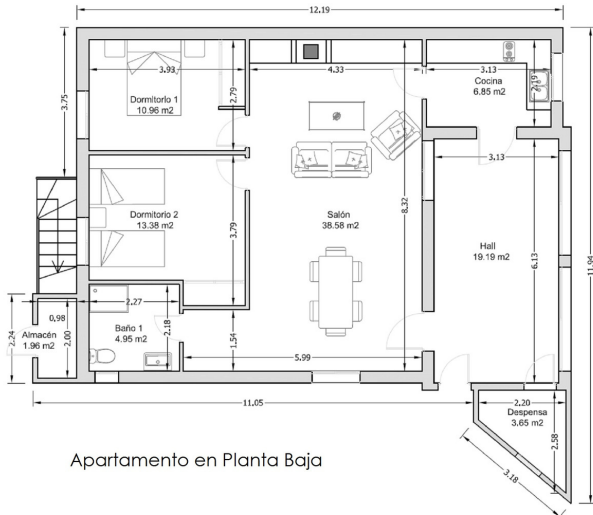 12.19
3.93
4.33
3.13
2.19
Cocina
6.85 m2
Dormitorio 1
10.96 m2
2.79
3.75
3.13
Dormitorio 2
13.38 m2
3.79
Salón
38.58 m2
8.32
Hall
19.19 m2
6.13
11.94
2.27
2.18
Baño 1
4.95 m2
1.54
5.99
0.98
Almacén
1.96 m2
2.00
2.24
11.05
2.20
Despensa
3.65 m2
2.58
3.18
Apartamento en Planta Baja